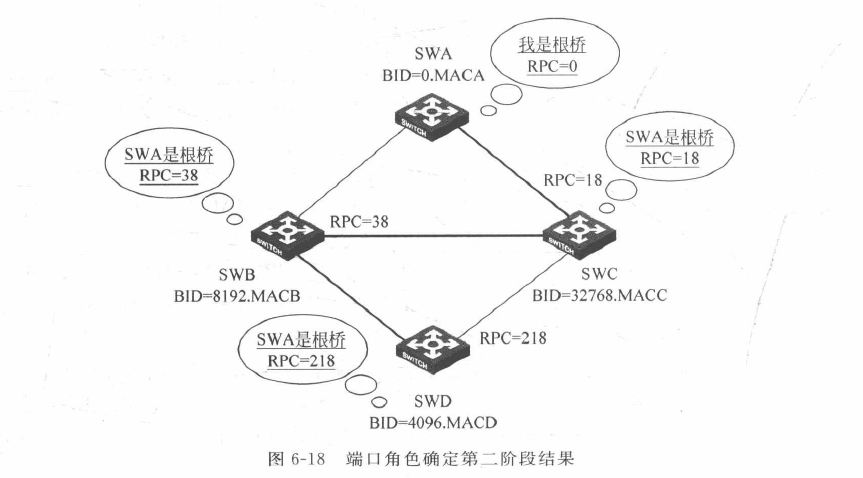 我是根桥
RPC=0
SWA
BID=0.MACA
SWITCH
SWA是根桥
RPC=38
SWA是根桥
RPC=18
RPC=18
RPC=38
SWITCH
SWITCH
SWB
BID=8192.MACB
SWC
BID=32768.MACC
SWA是根桥
RPC=218
SWITCH
RPC=218
SWD
BID=4096.MACD
图 6-18 端口角色确定第二阶段结果